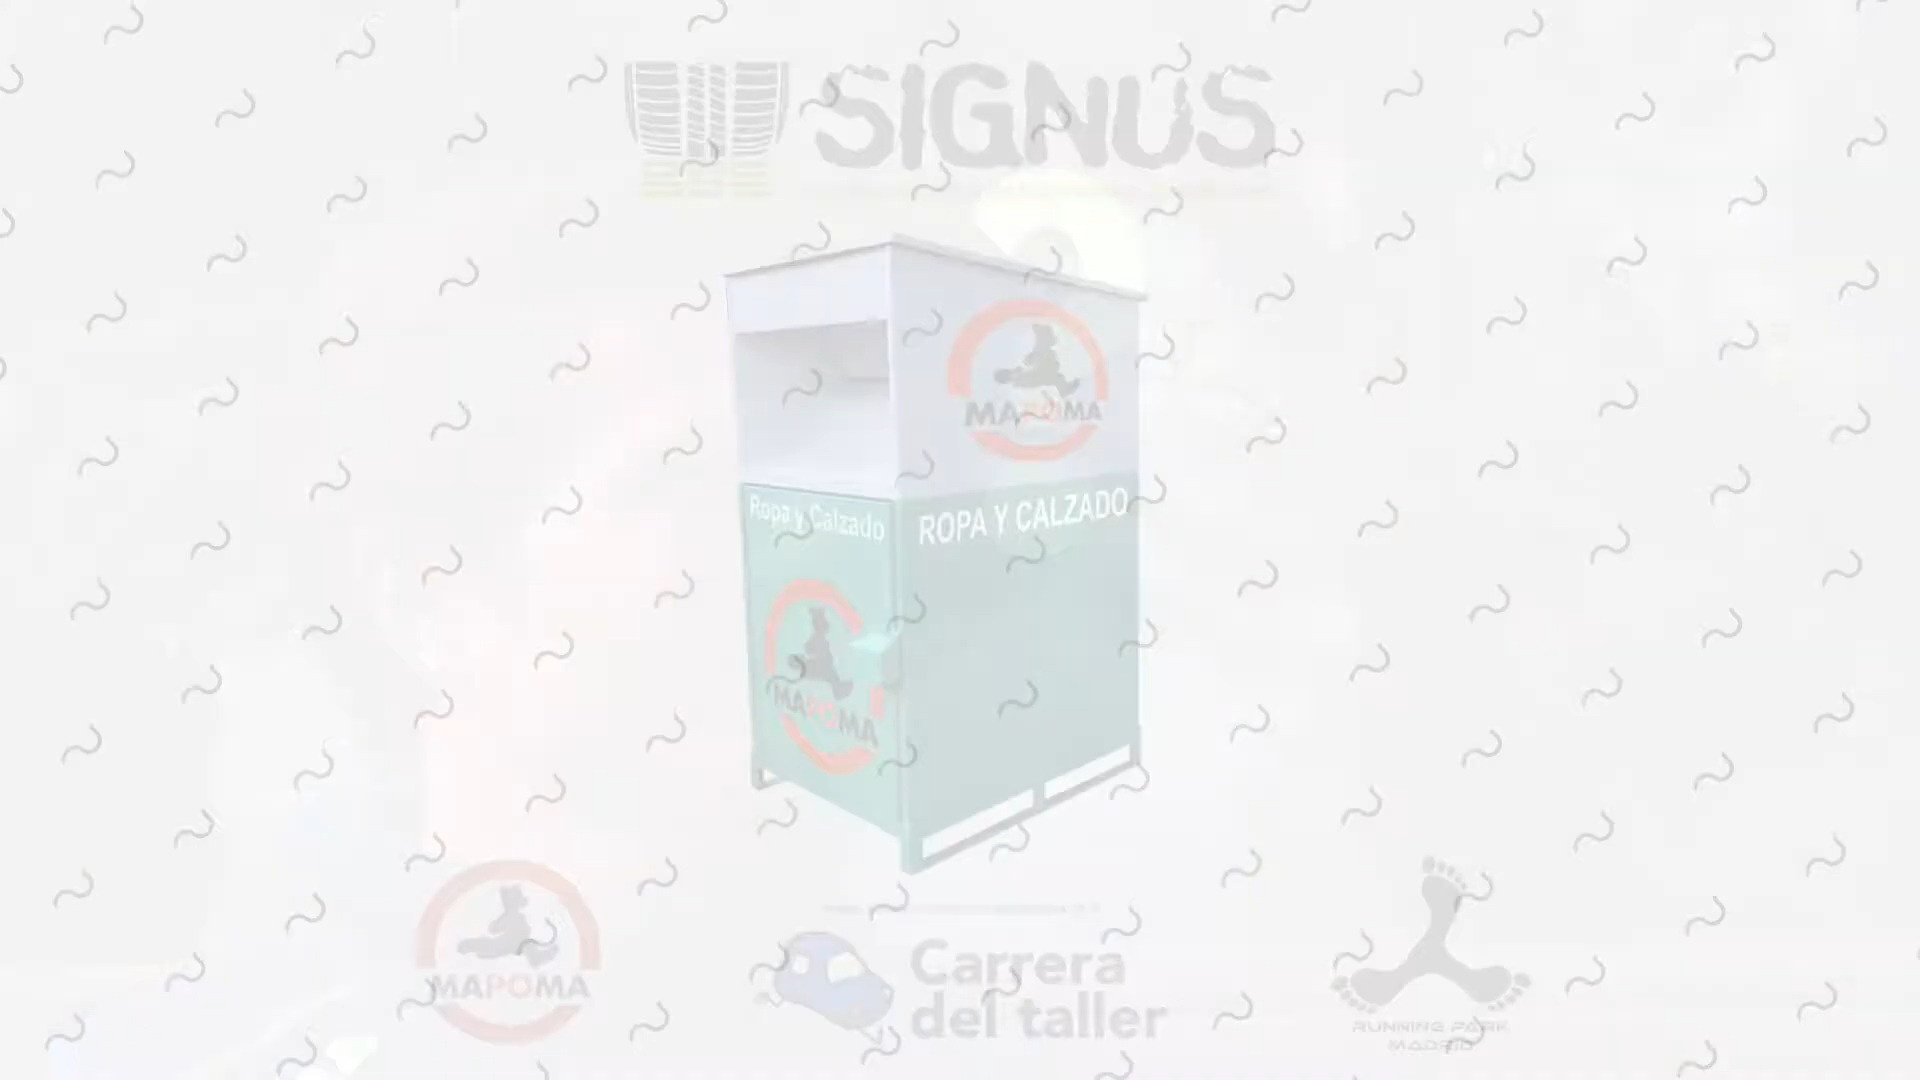 SIGNUS
MAPOMA
Ropa y Calzado
ROPA Y CALZADO
MAPOMA
MAPOMA
Carrera
del taller
RUNNING PARK
MADRID